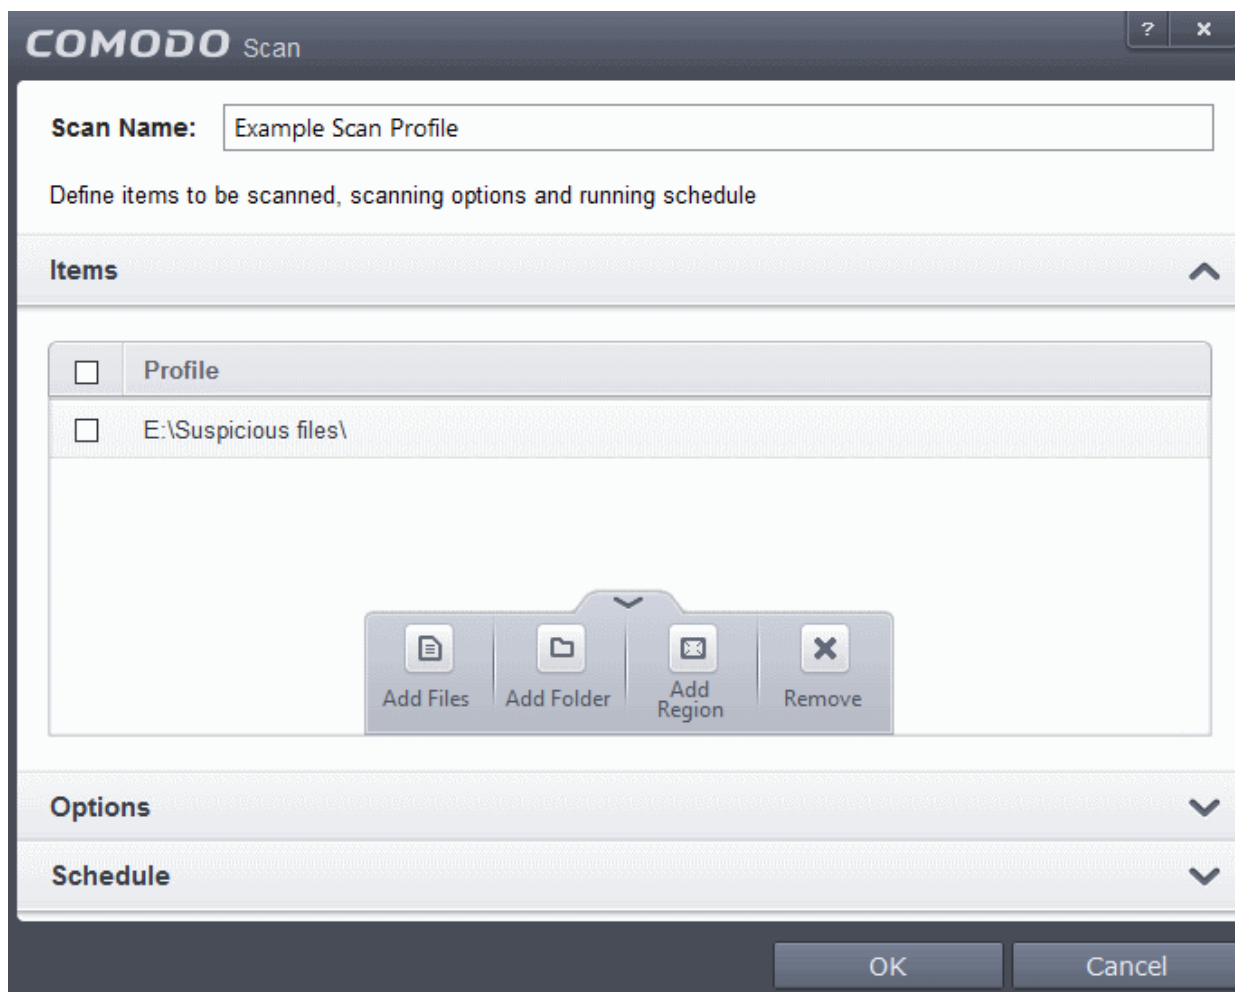 COMODO Scan
?
Scan Name: Example Scan Profile
Define items to be scanned, scanning options and running schedule
Items
Profile
E:\Suspicious files\
Add Files
Add Folder
Add
Region
Remove
Options
Schedule
OK
Cancel